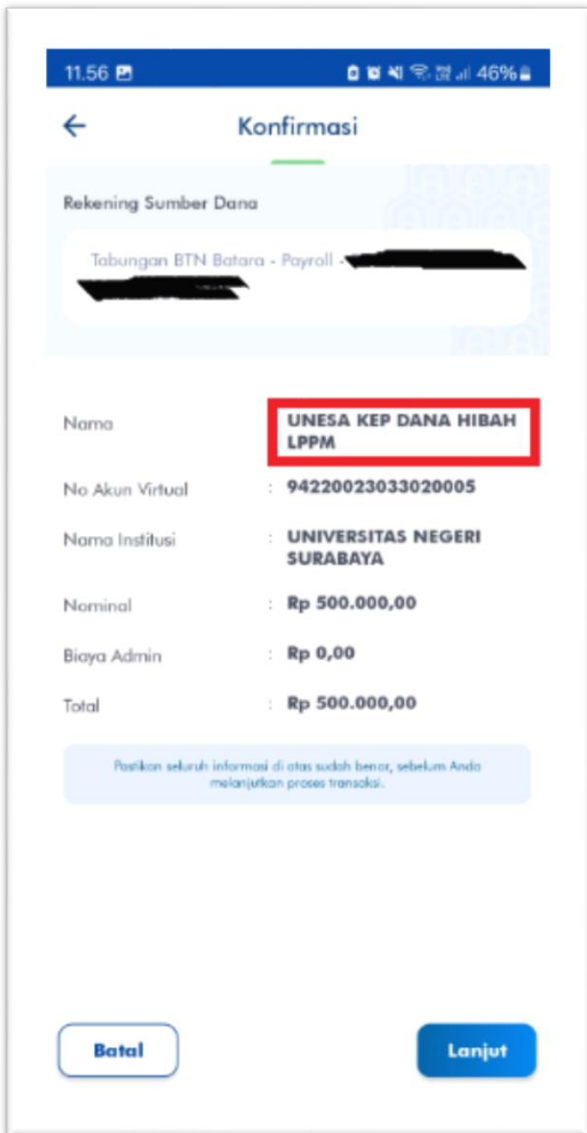 11.56 46%
Konfirmasi
Rekening Sumber Dana
Tabungan BTN Batara - Payroll -
Nama UNESA KEP DANA HIBAH
LPPM
No Akun Virtual : 94220023033020005
Nama Institusi : UNIVERSITAS NEGERI
SURABAYA
Nominal : Rp 500.000,00
Biaya Admin : Rp 0,00
Total : Rp 500.000,00
Pastikan seluruh informasi di atas sudah benar, sebelum Anda
melanjutkan proses transaksi.
Batal Lanjut